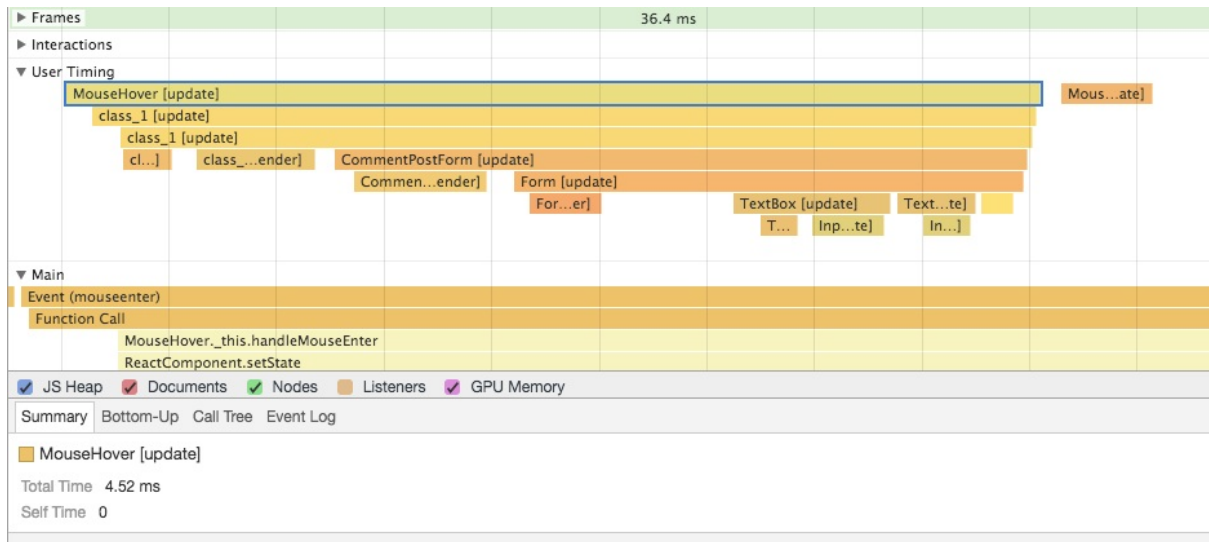 ▶ Frames 36.4 ms
▶ Interactions
▼ User Timing
MouseHover [update] Mous...ate]
class_1 [update]
class_1 [update]
cl...] class_...ender] CommentPostForm [update]
Commen...ender] Form [update]
For...er] TextBox [update] Text...te]
T... Inp...te] In...]
▼ Main
Event (mouseenter)
Function Call
MouseHover._this.handleMouseEnter
ReactComponent.setState
JS Heap Documents Nodes Listeners GPU Memory
Summary Bottom-Up Call Tree Event Log
MouseHover [update]
Total Time 4.52 ms
Self Time 0